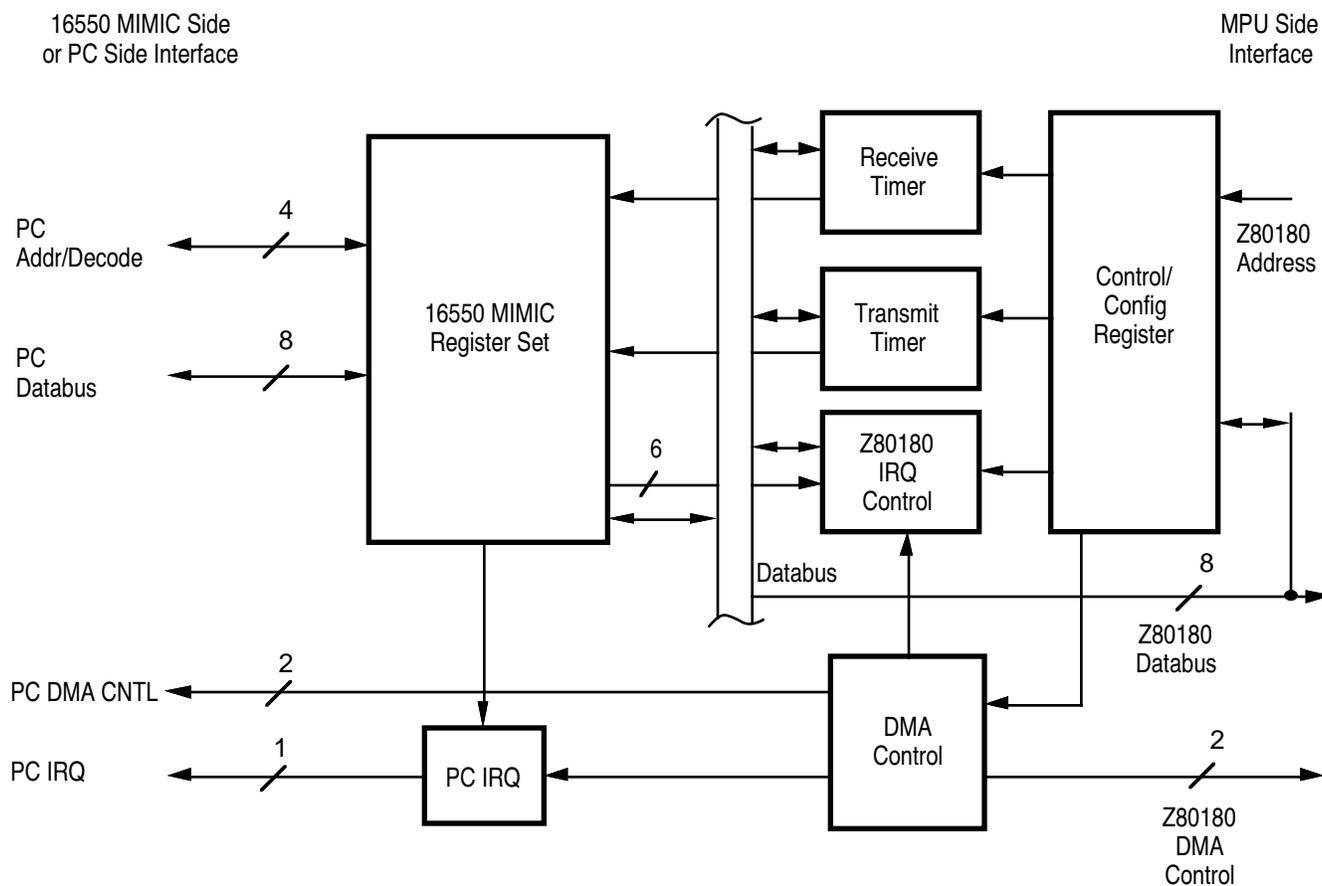 16550 MIMIC Side
or PC Side Interface
MPU Side
Interface
Receive
Timer
4
PC
Addr/Decode
Z80180
Address
Control/
Config
Register
16550 MIMIC
Register Set
Transmit
Timer
8
PC
Databus
6
Z80180
IRQ
Control
Databus
8
Z80180
Databus
2
PC DMA CNTL
DMA
Control
1
PC IRQ
PC IRQ
2
Z80180
DMA
Control